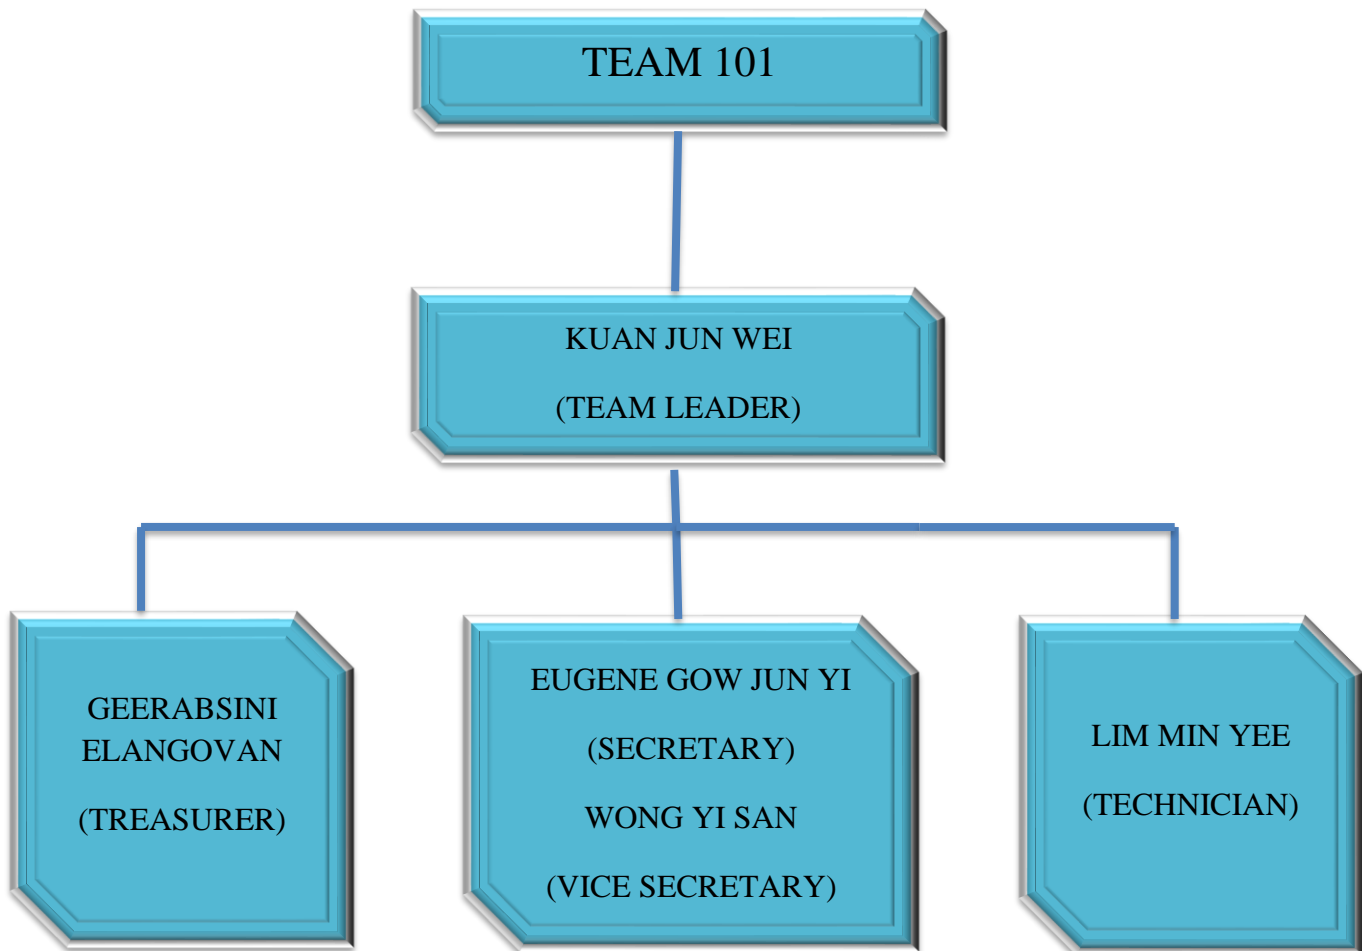 TEAM 101
KUAN JUN WEI
(TEAM LEADER)
GEERABSINI
ELANGOVAN
(TREASURER)
EUGENE GOW JUN YI
(SECRETARY)
WONG YI SAN
(VICE SECRETARY)
LIM MIN YEE
(TECHNICIAN)